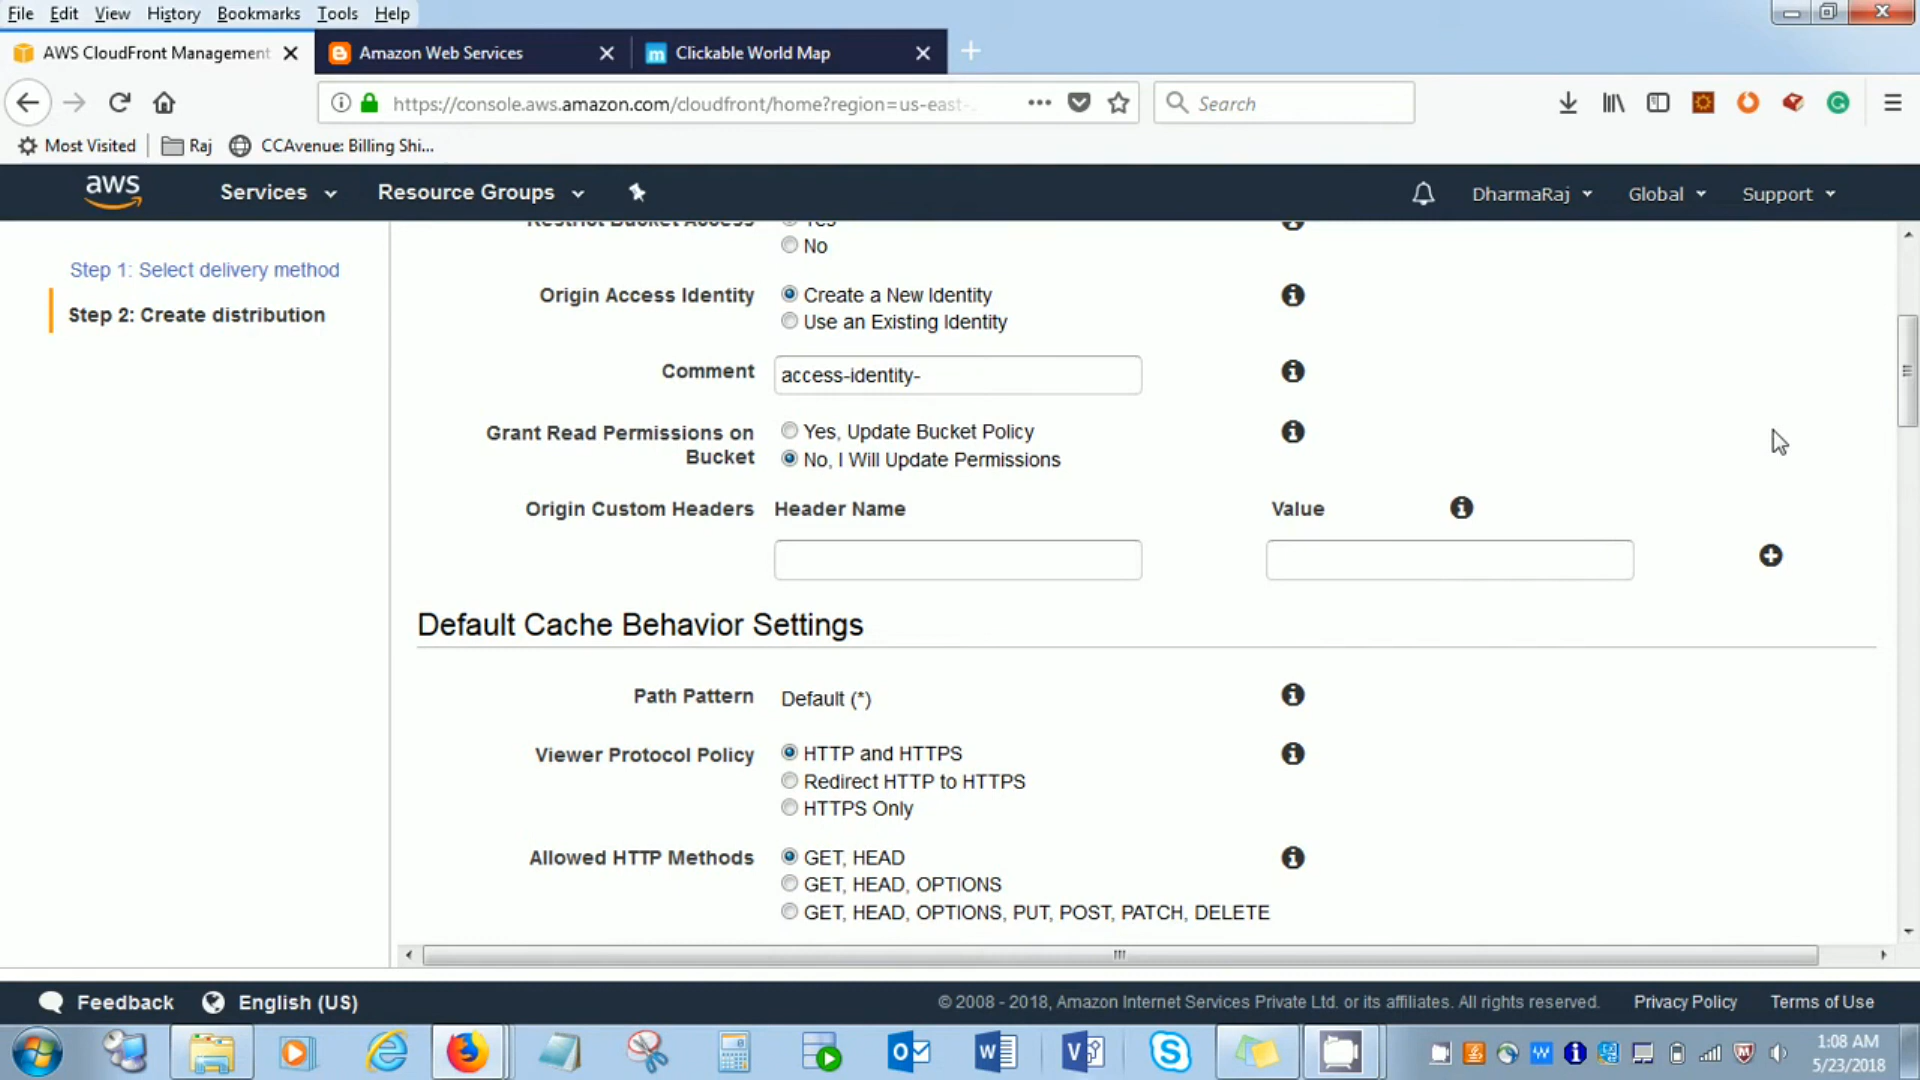 File Edit View History Bookmarks Tools Help
AWS CloudFront Management
Amazon Web Services
Clickable World Map
https://console.aws.amazon.com/cloudfront/home?region=us-east-
Search
Most Visited
Raj
CCAvenue: Billing Shi...
aws
Services
Resource Groups
DharmaRaj
Global
Support
Step 1: Select delivery method
Step 2: Create distribution
Restrict Bucket Access
Yes
No
Origin Access Identity
Create a New Identity
Use an Existing Identity
Comment
access-identity-
Grant Read Permissions on
Bucket
Yes, Update Bucket Policy
No, I Will Update Permissions
Origin Custom Headers
Header Name
Value
Default Cache Behavior Settings
Path Pattern
Default (*)
Viewer Protocol Policy
HTTP and HTTPS
Redirect HTTP to HTTPS
HTTPS Only
Allowed HTTP Methods
GET, HEAD
GET, HEAD, OPTIONS
GET, HEAD, OPTIONS, PUT, POST, PATCH, DELETE
Feedback
English (US)
© 2008 - 2018, Amazon Internet Services Private Ltd. or its affiliates. All rights reserved.
Privacy Policy
Terms of Use
1:08 AM
5/23/2018